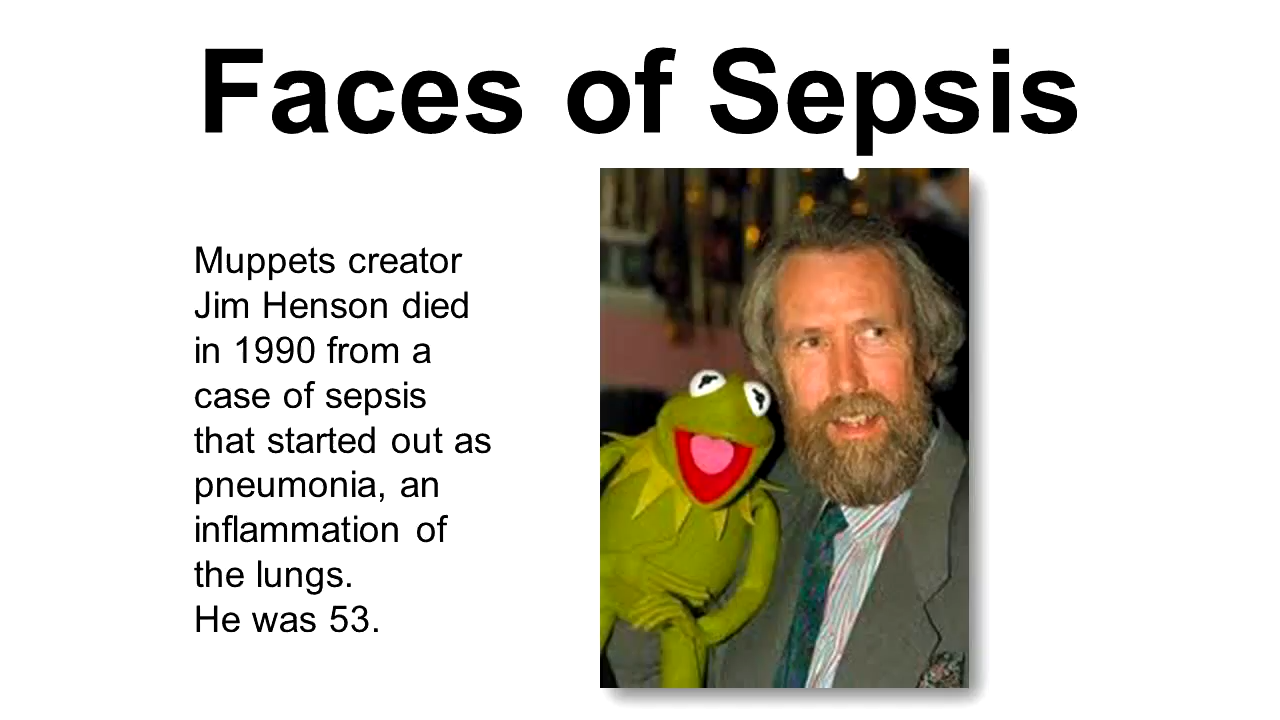 Faces of Sepsis
Muppets creator
Jim Henson died
in 1990 from a
case of sepsis
that started out as
pneumonia, an
inflammation of
the lungs.
He was 53.